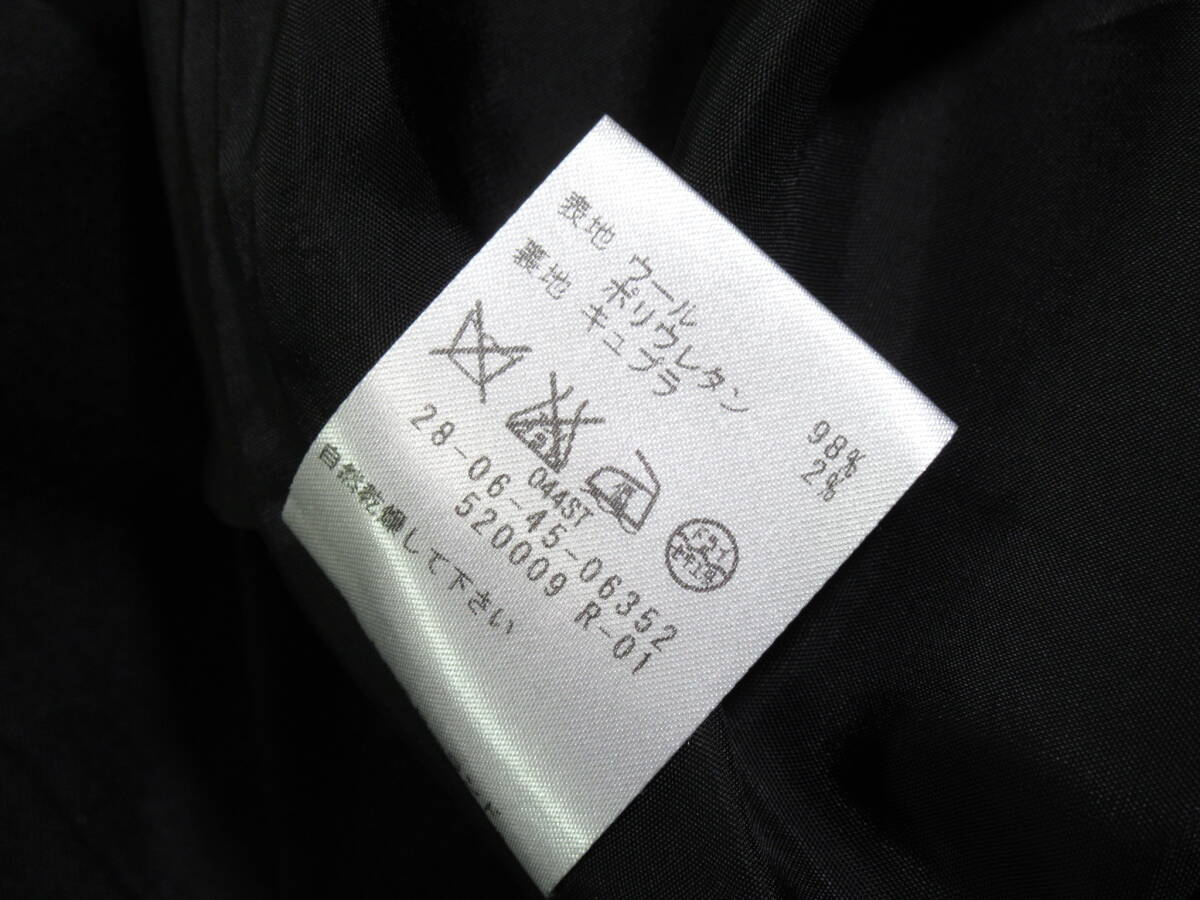 表地 ウール 98%
ポリウレタン 2%
裏地 キュプラ
044ST
28-06-45-06352
520009 R-01
自然乾燥して下さい